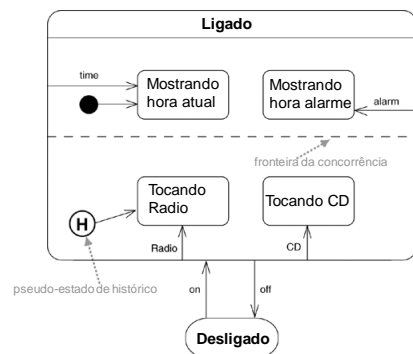 Ligado
time
Mostrando
hora atual
Mostrando
hora alarme
alarm
fronteira da concorrência
Tocando
Radio
Tocando CD
H
Radio
CD
pseudo-estado de histórico
on
off
Desligado